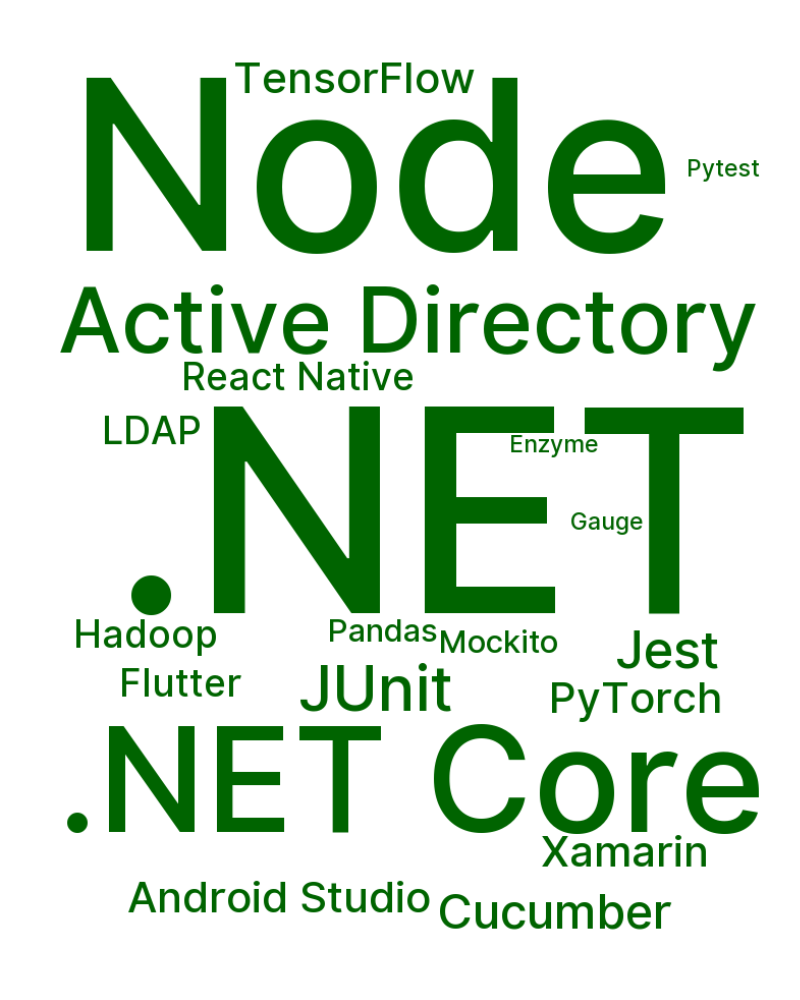 TensorFlow
Node
Pytest
Active Directory
React Native
LDAP
.NET
Enzyme
Gauge
Hadoop
Pandas
Mockito
Jest
Flutter
JUnit
PyTorch
.NET Core
Xamarin
Android Studio
Cucumber